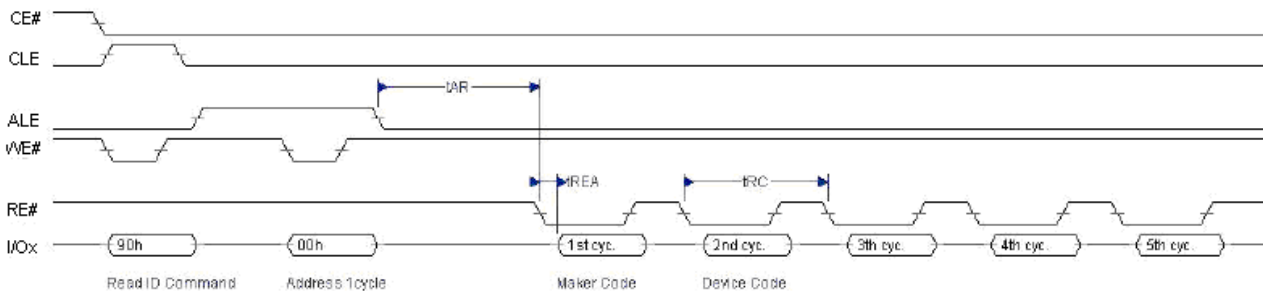 CE#
CLE
tAR
ALE
WE#
tREA
tRC
RE#
I/Ox
90h
00h
1st cyc.
2nd cyc.
3th cyc.
4th cyc.
5th cyc.
Read ID Command
Address 1cycle
Maker Code
Device Code